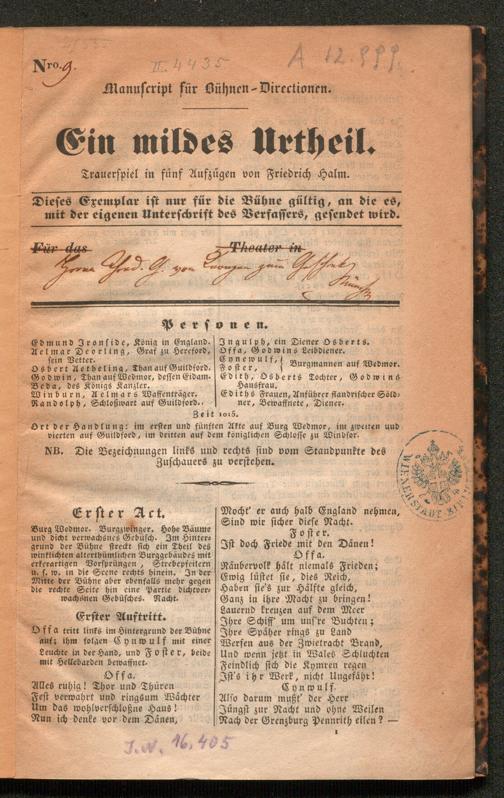 Nro. 9.
II. 4435
A 12.999.
Manuscript für Bühnen-Directionen.
Ein mildes Urtheil.
Trauerspiel in fünf Aufzügen von Friedrich Halm.
Dieses Exemplar ist nur für die Bühne gültig, an die es,
mit der eigenen Unterschrift des Verfassers, gesendet wird.
Für das Theater in
Herrn von zum Geschenk
Personen.
Edmund Ironside, König in England.
Aelmar Deorling, Graf zu Hereford,
sein Vetter.
Osbert Aetheling, Than auf Guildford.
Godwin, Than auf Wedmor, dessen Eidam.
Beda, des Königs Kanzler.
Winburn, Aelmars Waffenträger.
Randolph, Schloßwart auf Guilford.
Ingulph, ein Diener Osberts.
Offa, Godwins Leibdiener.
Cynewulf,
Foster,
Burgmannen auf Wedmor.
Edith, Osberts Tochter, Godwins
Hausfrau.
Ediths Frauen, Anführer flandrischer Söld-
ner, Bewaffnete, Diener.
Zeit 1016.
Ort der Handlung: im ersten und fünften Akte auf Burg Wedmor, im zweiten und
vierten auf Guildford, im dritten auf dem königlichen Schlosse zu Windsor.
NB. Die Bezeichnungen links und rechts sind vom Standpunkte des
Zuschauers zu verstehen.
Erster Act.
Burg Wedmor. Burgzwinger. Hohe Bäume
und dicht verwachsnes Gebüsch. Im Hinter-
grund der Bühne streckt sich ein Theil des
winklichten alterthümlichen Burggebäudes mit
erkerartigen Vorsprüngen, Strebepfeilern
u. s. w. in die Scene rechts hinein. In der
Mitte der Bühne aber ebenfalls mehr gegen
die rechte Seite hin eine Partie dichtver-
wachsnen Gebüsches. Nacht.
Erster Auftritt.
Offa tritt links im Hintergrund der Bühne
auf; ihm folgen Cynwulf mit einer
Leuchte in der Hand, und Foster, beide
mit Hellebarden bewaffnet.
Offa.
Alles ruhig! Thor und Thüren
Fest verwahrt und ringsum Wächter
Um das wohlverschloßne Haus!
Nun ich denke vor dem Dänen,
Mocht' er auch halb England nehmen,
Sind wir sicher diese Nacht.
Foster.
Ist doch Friede mit den Dänen!
Offa.
Räubervolk hält niemals Frieden;
Ewig lüstet sie, dies Reich,
Haben sie's zur Hälfte gleich,
Ganz in ihre Macht zu bringen!
Lauernd kreuzen auf dem Meer
Ihre Schiff' um uns're Buchten;
Ihre Späher rings zu Land
Werfen aus der Zwietracht Brand,
Und wenn jetzt in Wales Schluchten
Feindlich sich die Kymren regen
Ist's ihr Werk, nicht Ungefähr!
Cynwulf.
Also darum mußt' der Herr
Jüngst zur Nacht und ohne Weilen
Nach der Grenzburg Pennrith eilen? —
1
I.N. 16.405